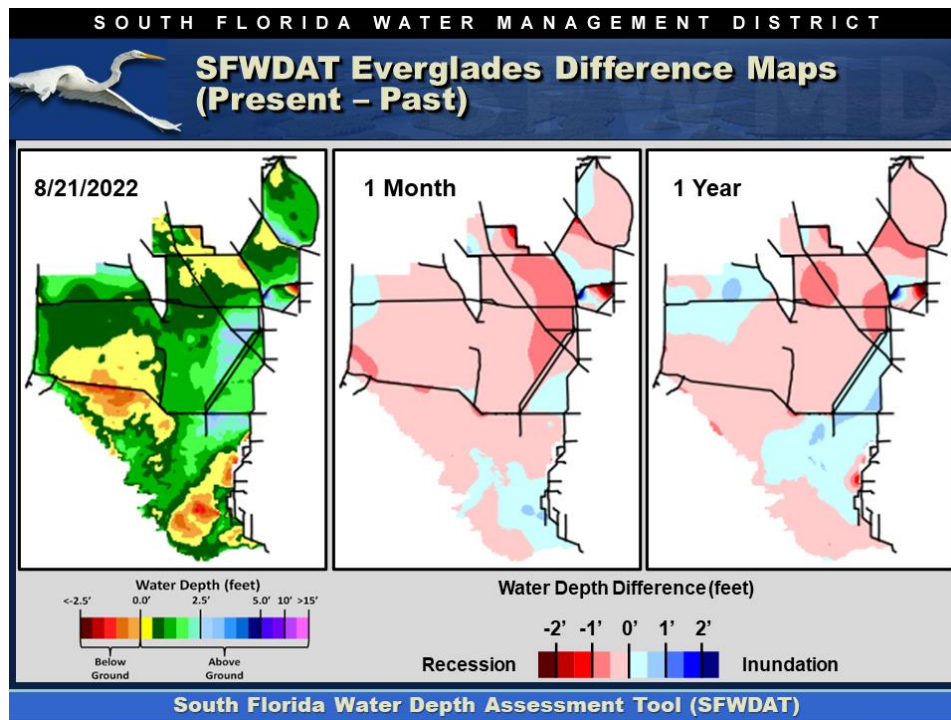 SOUTH FLORIDA WATER MANAGEMENT DISTRICT
SFWDAT Everglades Difference Maps
(Present – Past)
8/21/2022
1 Month
1 Year
Water Depth (feet)
<-2.5' 0.0' 2.5' 5.0' 10' >15'
Below
Ground
Above
Ground
Water Depth Difference (feet)
-2' -1' 0' 1' 2'
Recession
Inundation
South Florida Water Depth Assessment Tool (SFWDAT)